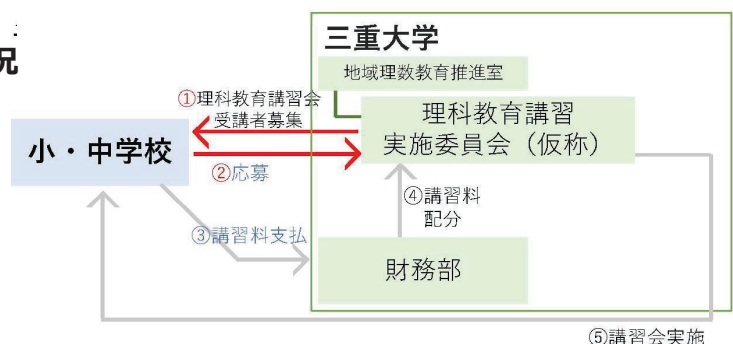 況
三重大学
地域理数教育推進室
①理科教育講習会
受講者募集
理科教育講習
実施委員会（仮称）
小・中学校
②応募
④講習料
配分
③講習料支払
財務部
⑤講習会実施